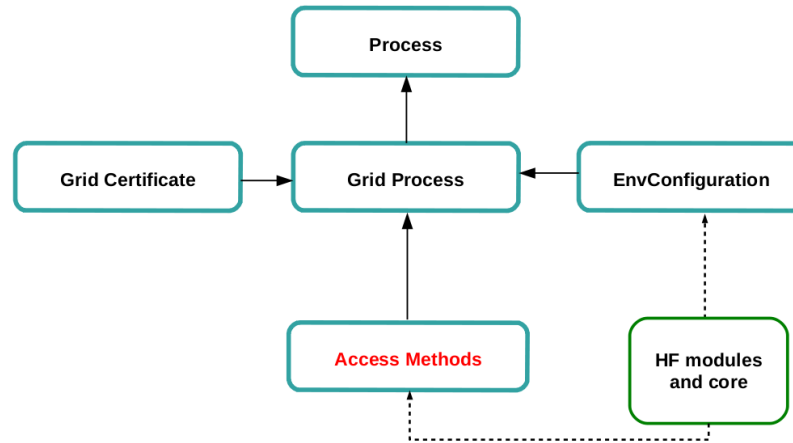 Process
Grid Certificate
Grid Process
EnvConfiguration
Access Methods
HF modules
and core